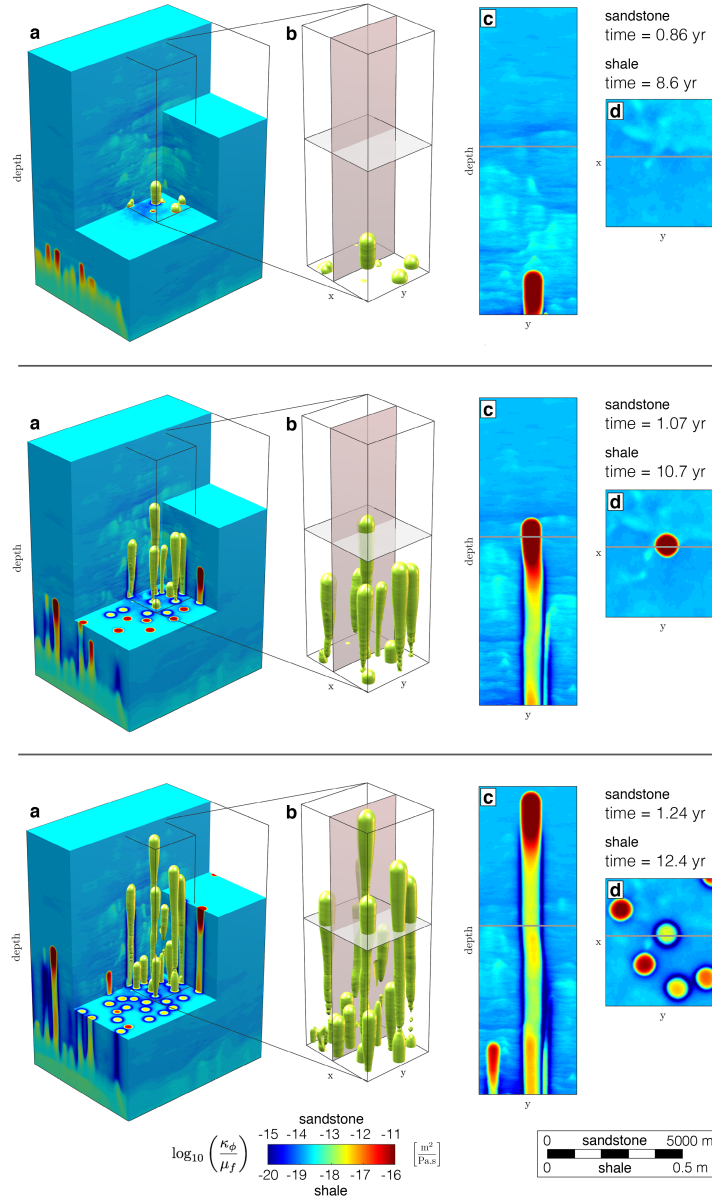 a
b
c
sandstone
time = 0.86 yr
shale
time = 8.6 yr
d
depth
depth
x
x
y
y
y
a
b
c
sandstone
time = 1.07 yr
shale
time = 10.7 yr
d
depth
depth
x
x
y
y
y
a
b
c
sandstone
time = 1.24 yr
shale
time = 12.4 yr
d
depth
depth
x
x
y
y
y
sandstone
-15 -14 -13 -12 -11
log₁₀ (κ_ϕ / μ_f) [m² / Pa.s]
-20 -19 -18 -17 -16
shale
0 sandstone 5000 m
0 shale 0.5 m